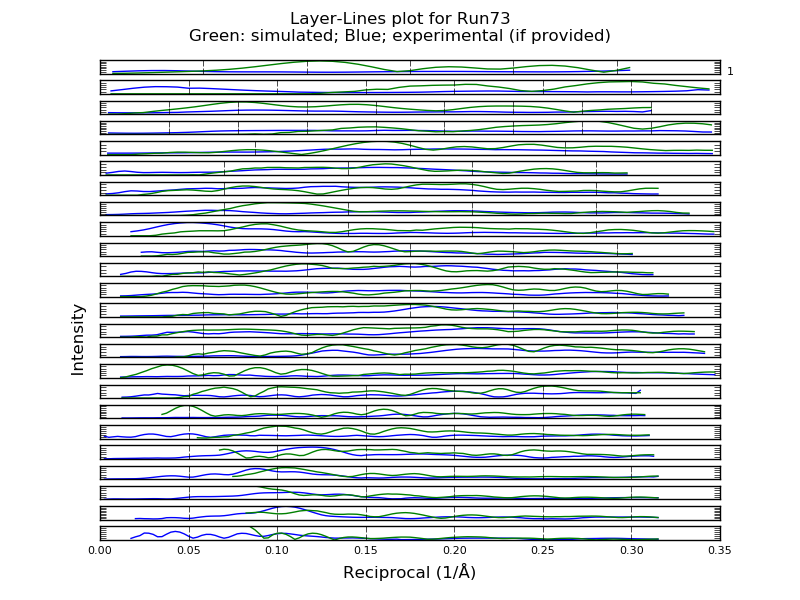 Layer-Lines plot for Run73
Green: simulated; Blue; experimental (if provided)
1
Intensity
0.00 0.05 0.10 0.15 0.20 0.25 0.30 0.35
Reciprocal (1/Å)